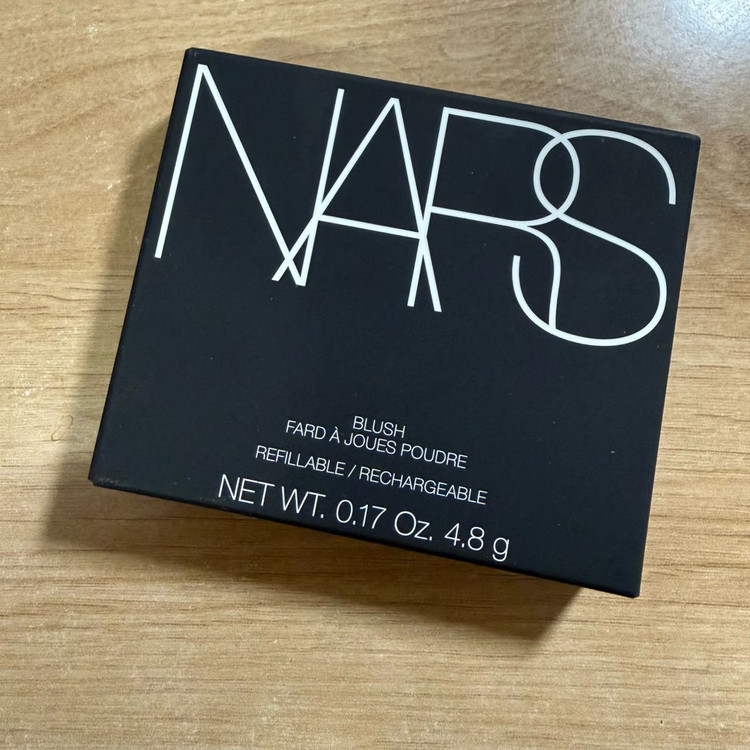 NARS
BLUSH
FARD À JOUES POUDRE
REFILLABLE / RECHARGEABLE
NET WT. 0.17 Oz. 4.8 g